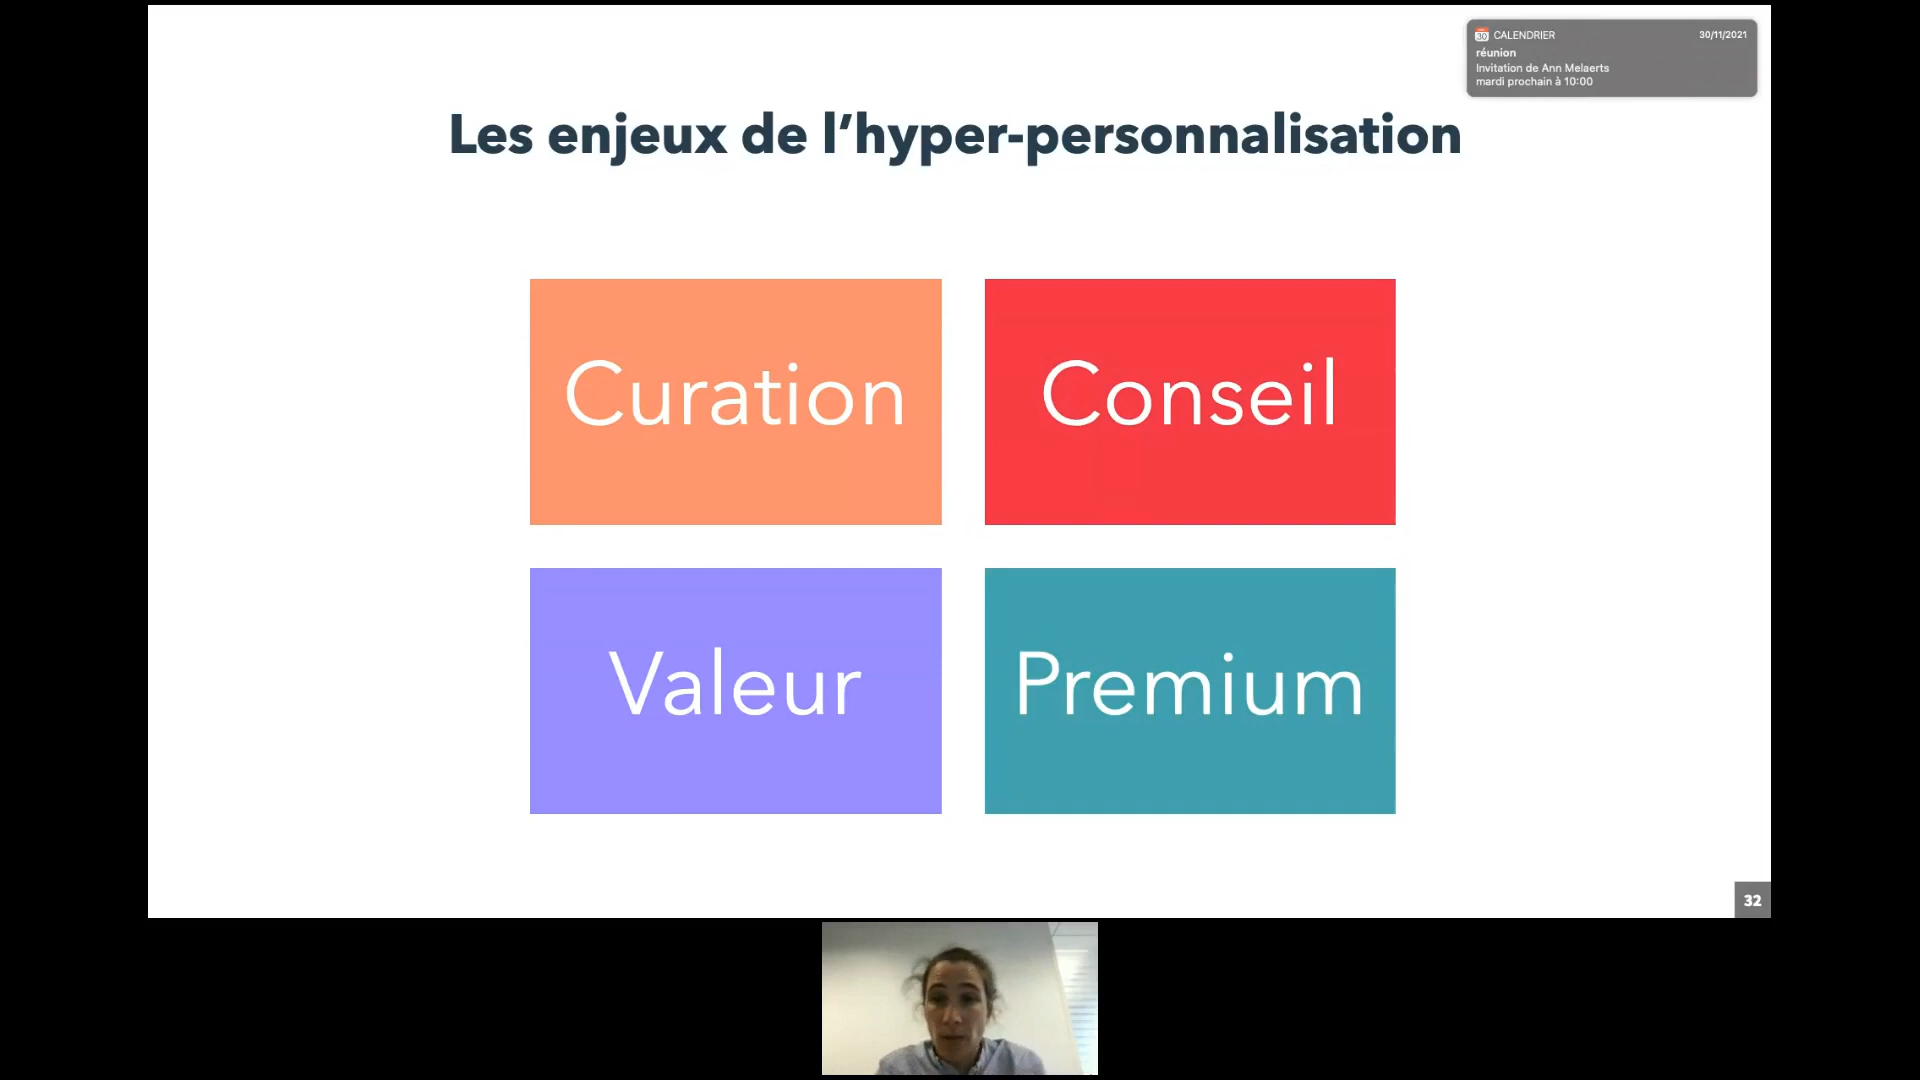 CALENDRIER 30/11/2021
réunion
Invitation de Ann Melaerts
mardi prochain à 10:00
Les enjeux de l’hyper-personnalisation
Curation
Conseil
Valeur
Premium
32